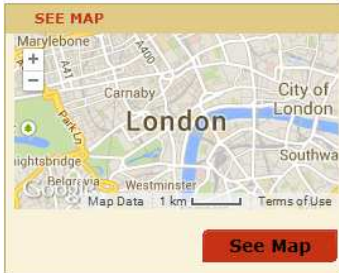 SEE MAP
Marylebone
A400
A41
+
−
Carnaby
City of
London
London
Park Ln
ightsbridge
Southwa
Belgravia
Westminster
Google
Map Data 1 km Terms of Use
See Map